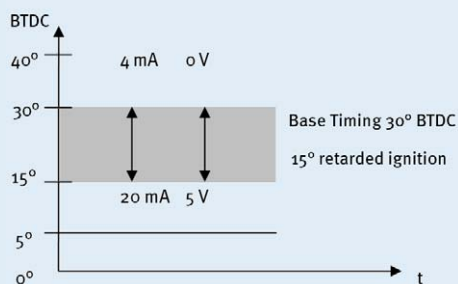 BTDC
40° 4 mA 0 V
30°
Base Timing 30° BTDC
15° retarded ignition
15°
20 mA 5 V
5°
0° t